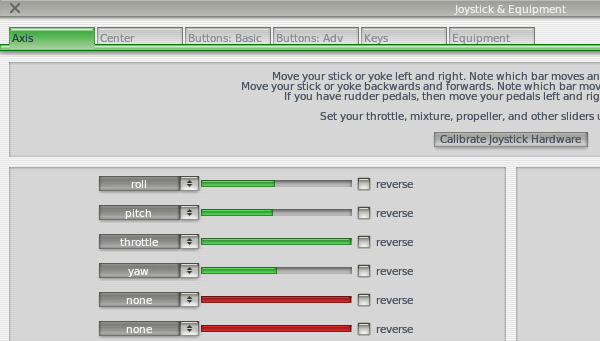 Joystick & Equipment
Axis
Center
Buttons: Basic
Buttons: Adv
Keys
Equipment
Move your stick or yoke left and right. Note which bar moves
Move your stick or yoke backwards and forwards. Note which bar
If you have rudder pedals, then move your pedals left and
Set your throttle, mixture, propeller, and other sliders
Calibrate Joystick Hardware
roll reverse
pitch reverse
throttle reverse
yaw reverse
none reverse
none reverse